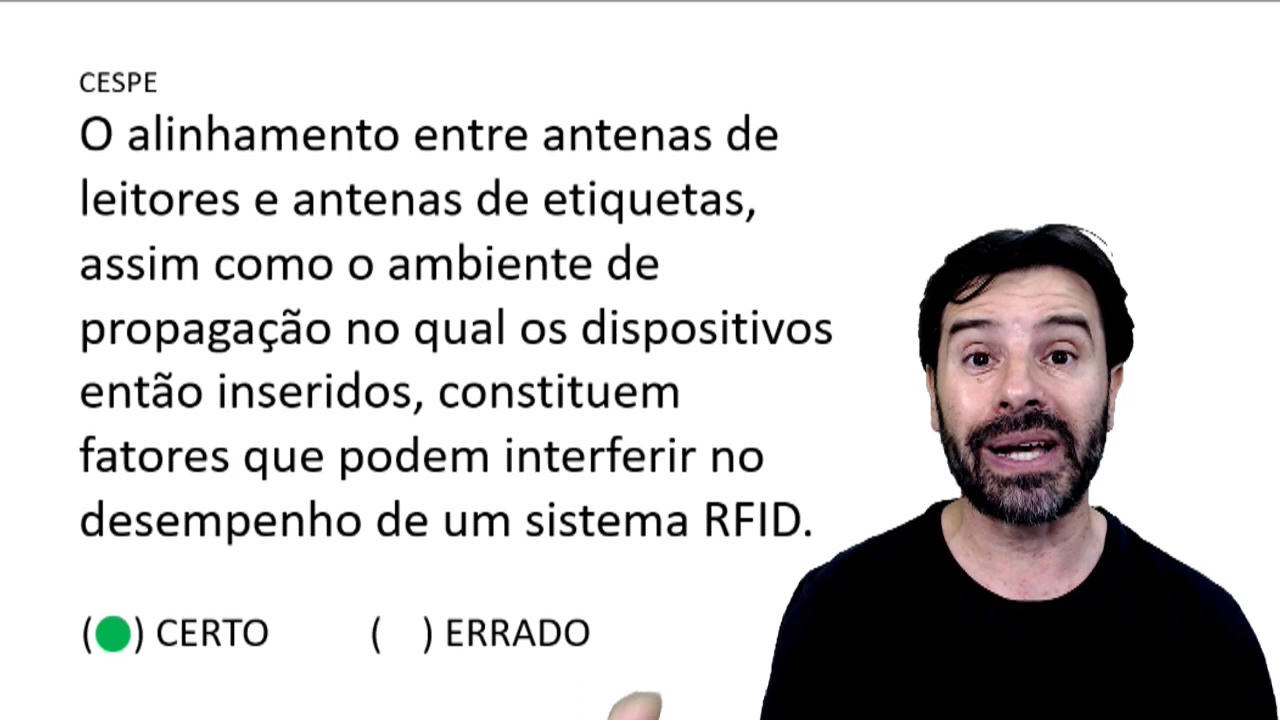 CESPE
O alinhamento entre antenas de
leitores e antenas de etiquetas,
assim como o ambiente de
propagação no qual os dispositivos
então inseridos, constituem
fatores que podem interferir no
desempenho de um sistema RFID.
( ) CERTO ( ) ERRADO